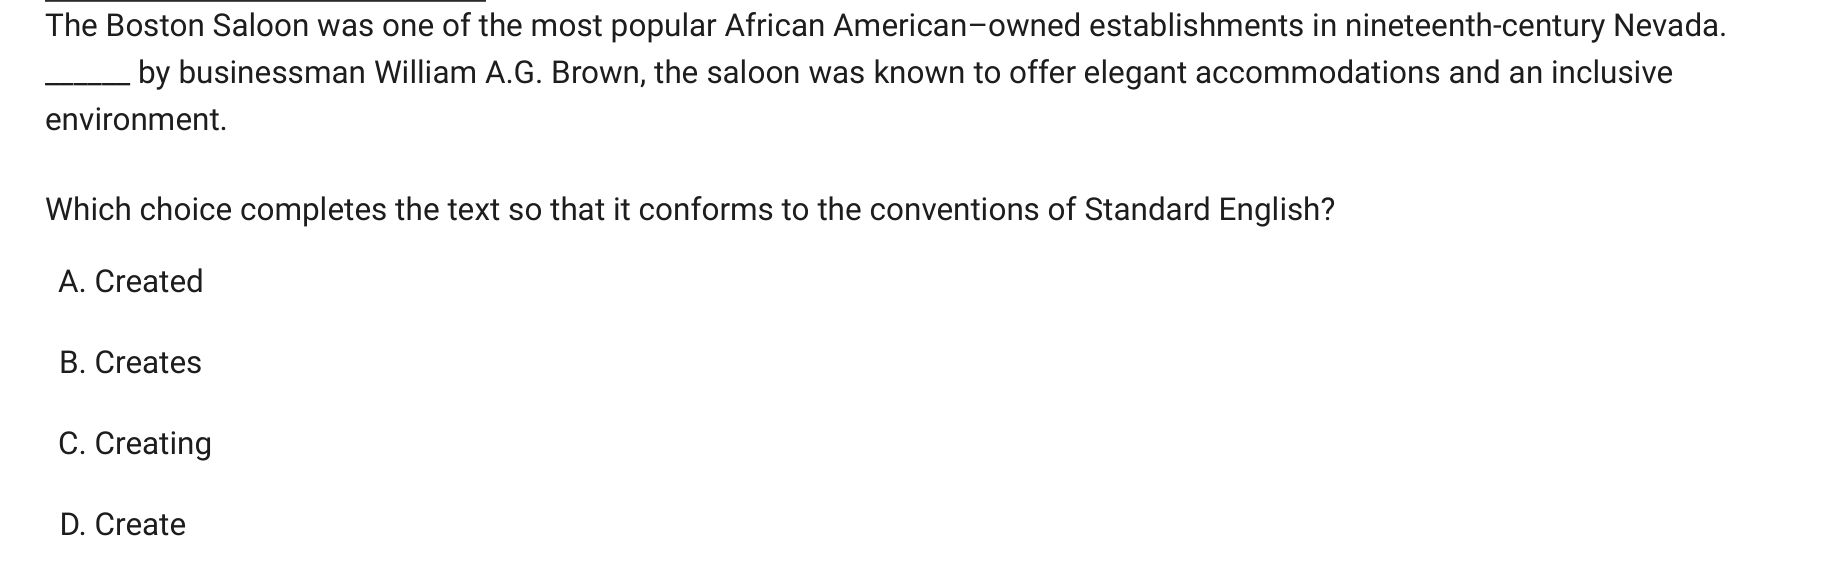 The Boston Saloon was one of the most popular African American–owned establishments in nineteenth-century Nevada.
______ by businessman William A.G. Brown, the saloon was known to offer elegant accommodations and an inclusive
environment.
Which choice completes the text so that it conforms to the conventions of Standard English?
A. Created
B. Creates
C. Creating
D. Create